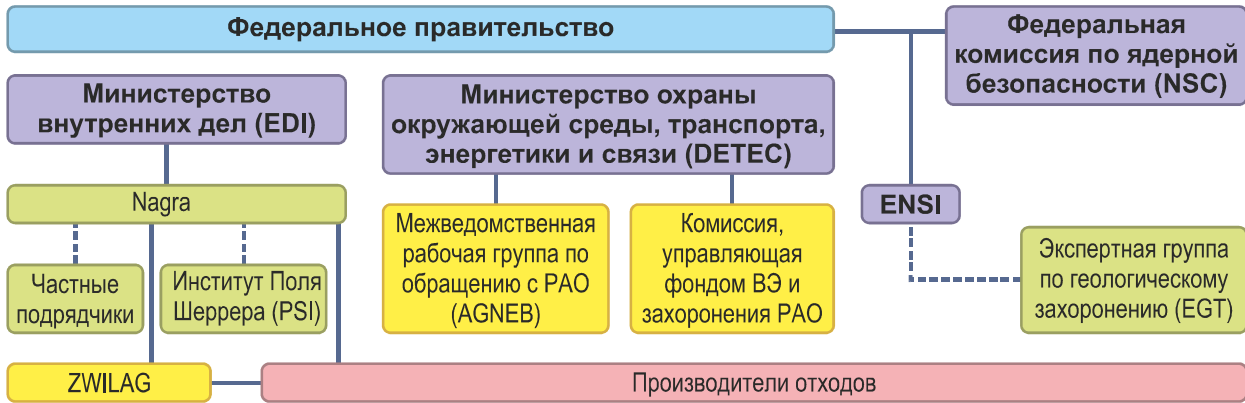 Федеральное правительство
Федеральная
комиссия по ядерной
безопасности (NSC)
Министерство
внутренних дел (EDI)
Министерство охраны
окружающей среды, транспорта,
энергетики и связи (DETEC)
Nagra
ENSI
Межведомственная
рабочая группа по
обращению с РАО
(AGNEB)
Комиссия,
управляющая
фондом ВЭ и
захоронения РАО
Экспертная группа
по геологическому
захоронению (EGT)
Частные
подрядчики
Институт Поля
Шеррера (PSI)
ZWILAG
Производители отходов